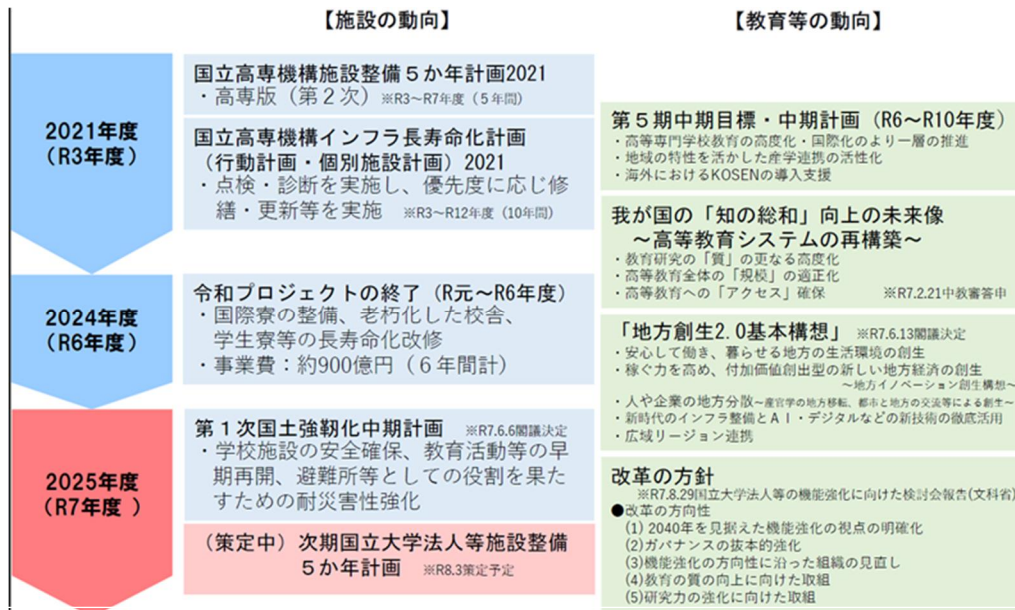 【施設の動向】
【教育等の動向】
2021年度
(R3年度)
国立高専機構施設整備５か年計画2021
・高専版（第２次）※R3～R7年度（５年間）
国立高専機構インフラ長寿命化計画
（行動計画・個別施設計画）2021
・点検・診断を実施し、優先度に応じ修
繕・更新等を実施　※R3～R12年度（10年間）
2024年度
(R6年度)
令和プロジェクトの終了（R元～R6年度）
・国際寮の整備、老朽化した校舎、
学生寮等の長寿命化改修
・事業費：約900億円（６年間計）
2025年度
(R7年度 )
第１次国土強靱化中期計画　※R7.6.6閣議決定
・学校施設の安全確保、教育活動等の早
期再開、避難所等としての役割を果た
すための耐災害性強化
（策定中）次期国立大学法人等施設整備
５か年計画　※R8.3策定予定
第５期中期目標・中期計画（R6～R10年度）
・高等専門学校教育の高度化・国際化のより一層の推進
・地域の特性を活かした産学連携の活性化
・海外におけるKOSENの導入支援
我が国の「知の総和」向上の未来像
～高等教育システムの再構築～
・教育研究の「質」の更なる高度化
・高等教育全体の「規模」の適正化
・高等教育への「アクセス」確保　※R7.2.21中教審答申
「地方創生2.0基本構想」　※R7.6.13閣議決定
・安心して働き、暮らせる地方の生活環境の創生
・稼ぐ力を高め、付加価値創出型の新しい地方経済の創生
～地方イノベーション創生構想～
・人や企業の地方分散～産官学の地方移転、都市と地方の交流等による創生～
・新時代のインフラ整備とＡＩ・デジタルなどの新技術の徹底活用
・広域リージョン連携
改革の方針
※R7.8.29国立大学法人等の機能強化に向けた検討会報告(文科省)
●改革の方向性
(1) 2040年を見据えた機能強化の視点の明確化
(2)ガバナンスの抜本的強化
(3)機能強化の方向性に沿った組織の見直し
(4)教育の質の向上に向けた取組
(5)研究力の強化に向けた取組